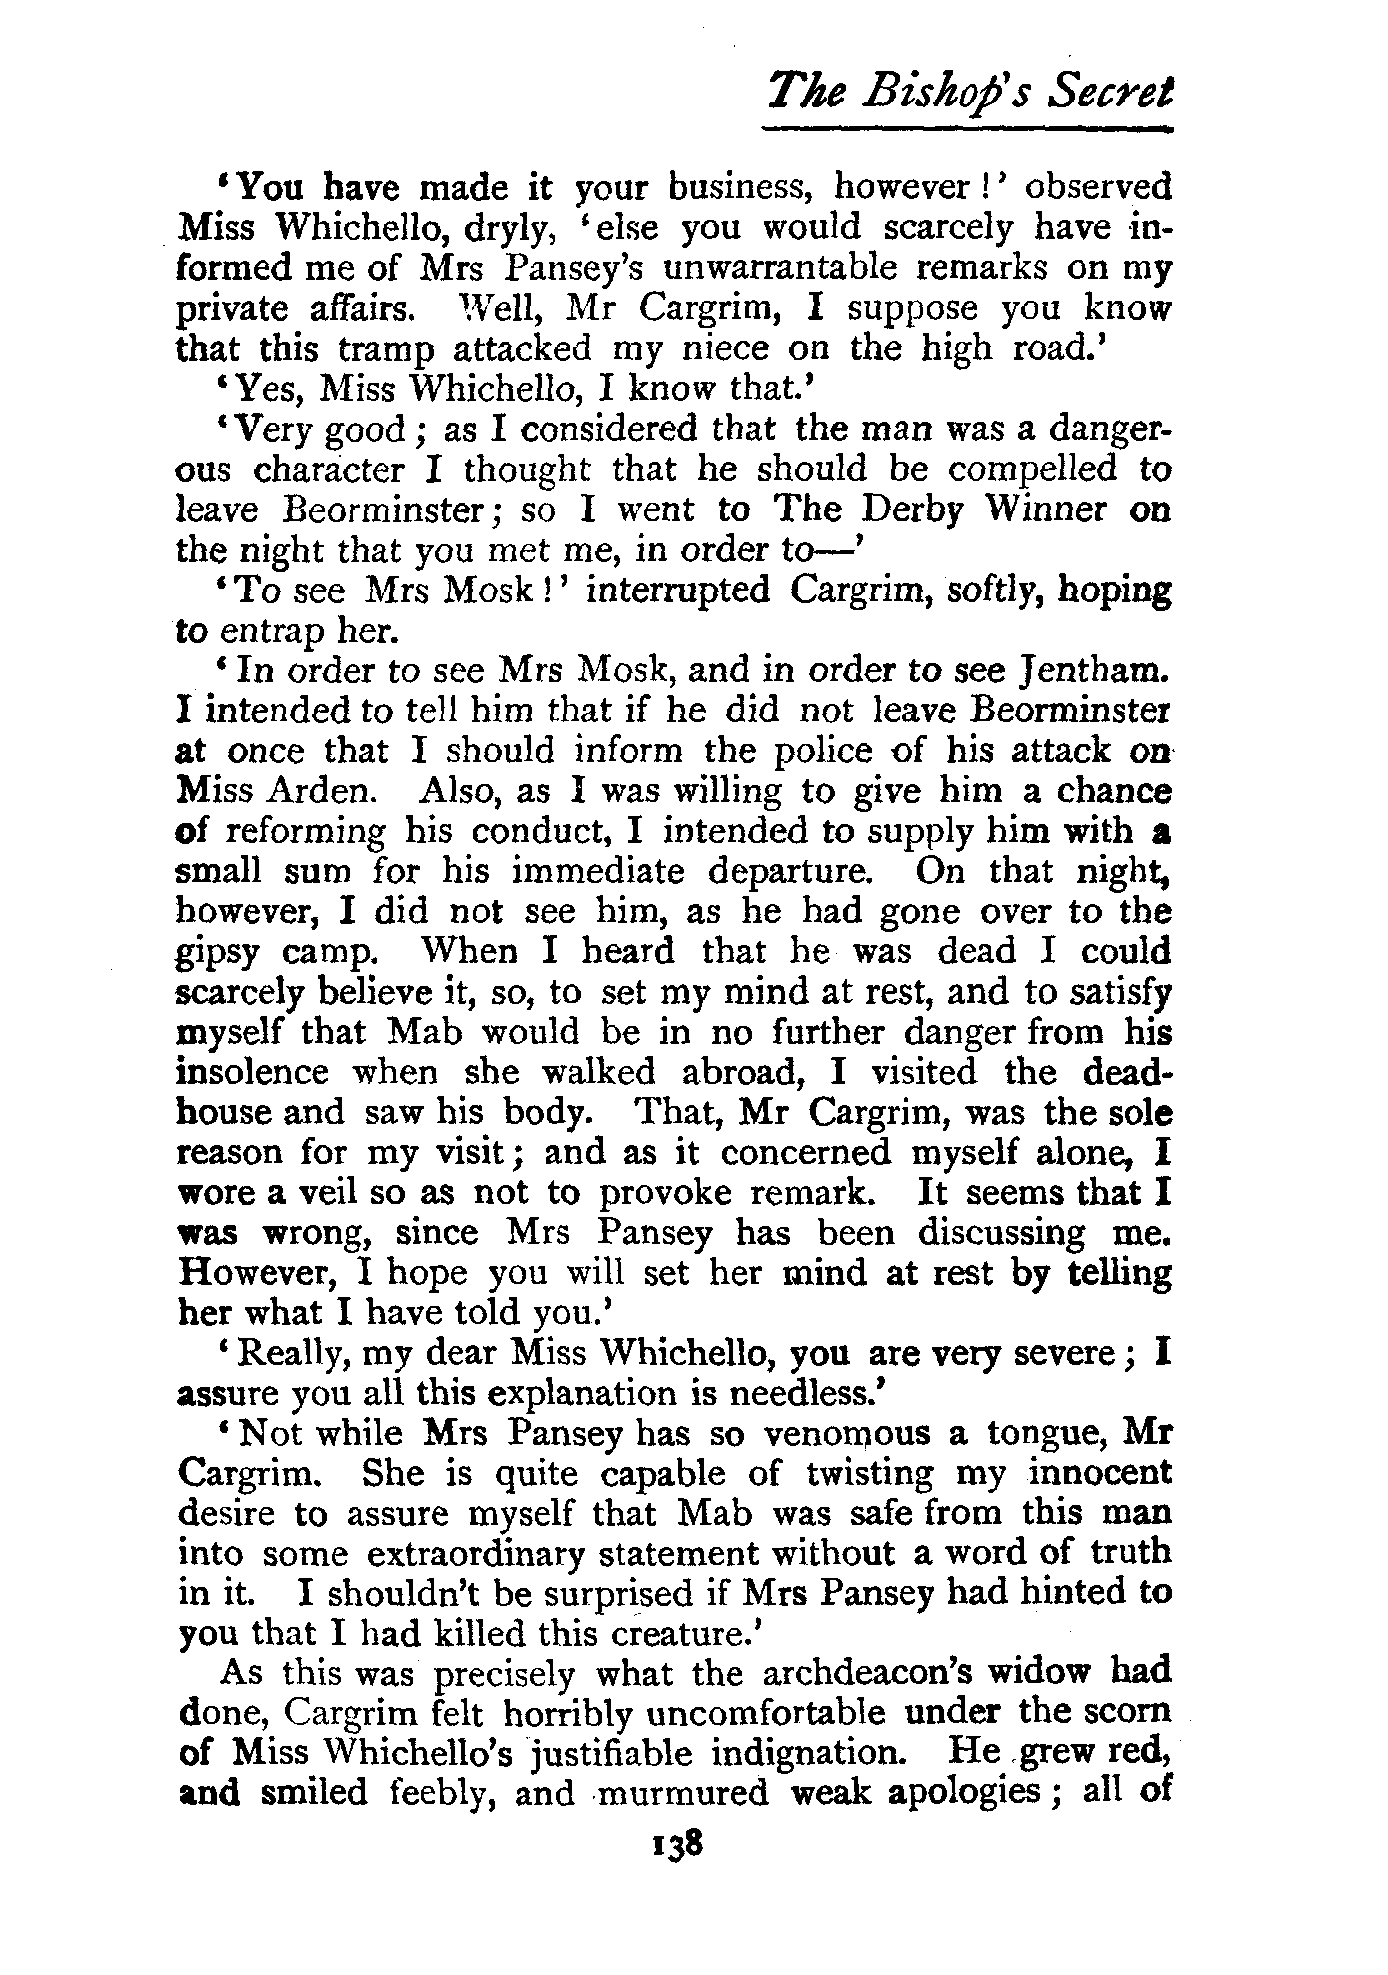 The Bishop's Secret
‘You have made it your business, however!’ observed
Miss Whichello, dryly, ‘else you would scarcely have in-
formed me of Mrs Pansey's unwarrantable remarks on my
private affairs. Well, Mr Cargrim, I suppose you know
that this tramp attacked my niece on the high road.’
‘Yes, Miss Whichello, I know that.’
‘Very good; as I considered that the man was a danger-
ous character I thought that he should be compelled to
leave Beorminster; so I went to The Derby Winner on
the night that you met me, in order to—’
‘To see Mrs Mosk!’ interrupted Cargrim, softly, hoping
to entrap her.
‘In order to see Mrs Mosk, and in order to see Jentham.
I intended to tell him that if he did not leave Beorminster
at once that I should inform the police of his attack on
Miss Arden. Also, as I was willing to give him a chance
of reforming his conduct, I intended to supply him with a
small sum for his immediate departure. On that night,
however, I did not see him, as he had gone over to the
gipsy camp. When I heard that he was dead I could
scarcely believe it, so, to set my mind at rest, and to satisfy
myself that Mab would be in no further danger from his
insolence when she walked abroad, I visited the dead-
house and saw his body. That, Mr Cargrim, was the sole
reason for my visit; and as it concerned myself alone, I
wore a veil so as not to provoke remark. It seems that I
was wrong, since Mrs Pansey has been discussing me.
However, I hope you will set her mind at rest by telling
her what I have told you.’
‘Really, my dear Miss Whichello, you are very severe; I
assure you all this explanation is needless.’
‘Not while Mrs Pansey has so venomous a tongue, Mr
Cargrim. She is quite capable of twisting my innocent
desire to assure myself that Mab was safe from this man
into some extraordinary statement without a word of truth
in it. I shouldn't be surprised if Mrs Pansey had hinted to
you that I had killed this creature.’
As this was precisely what the archdeacon's widow had
done, Cargrim felt horribly uncomfortable under the scorn
of Miss Whichello's justifiable indignation. He grew red,
and smiled feebly, and murmured weak apologies; all of
138